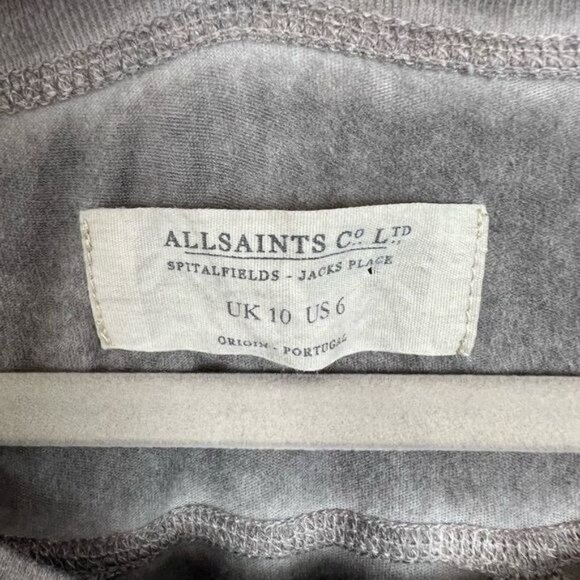 ALLSAINTS Cº. LTD
SPITALFIELDS - JACKS PLACE
UK 10 US 6
ORIGIN - PORTUGAL